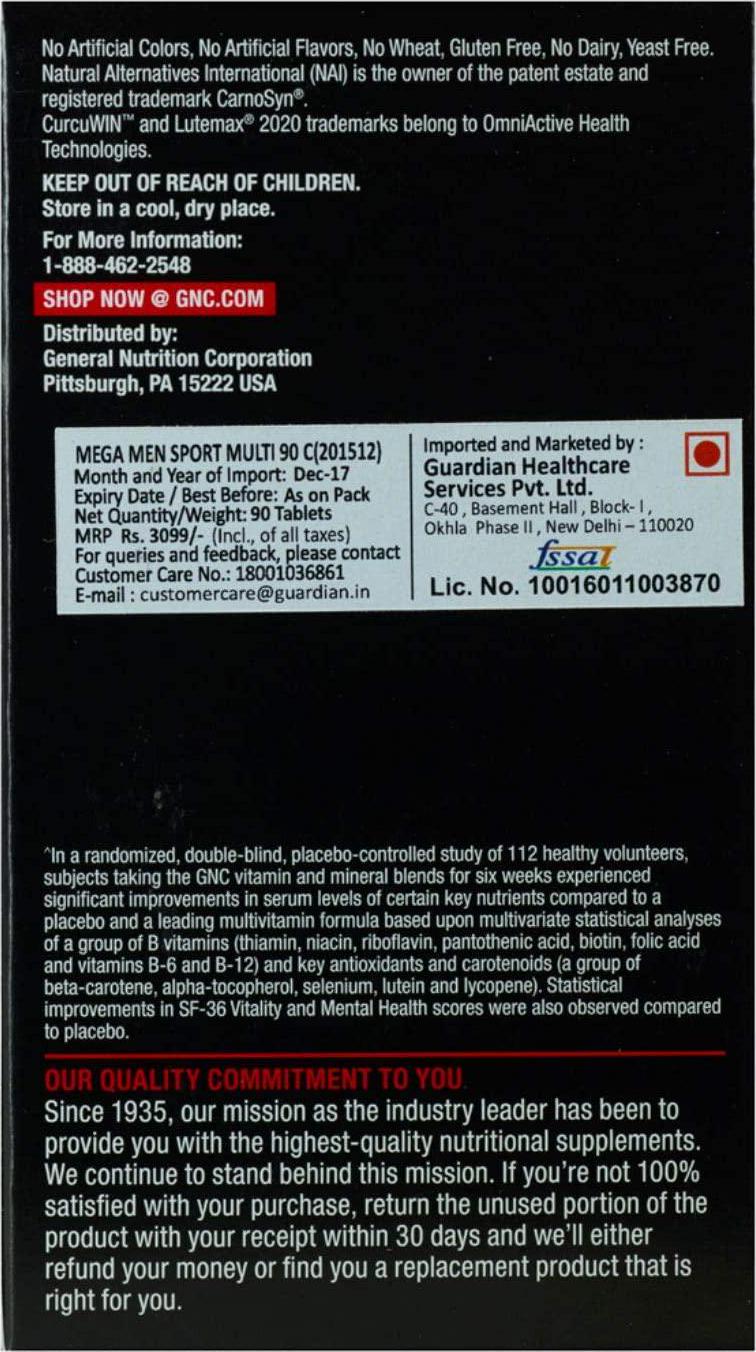 No Artificial Colors, No Artificial Flavors, No Wheat, Gluten Free, No Dairy, Yeast Free.
Natural Alternatives International (NAI) is the owner of the patent estate and
registered trademark CarnoSyn®.
CurcuWIN™ and Lutemax® 2020 trademarks belong to OmniActive Health
Technologies.
KEEP OUT OF REACH OF CHILDREN.
Store in a cool, dry place.
For More Information:
1-888-462-2548
SHOP NOW @ GNC.COM
Distributed by:
General Nutrition Corporation
Pittsburgh, PA 15222 USA
MEGA MEN SPORT MULTI 90 C(201512)
Month and Year of Import: Dec-17
Expiry Date / Best Before: As on Pack
Net Quantity/Weight: 90 Tablets
MRP Rs. 3099/- (Incl., of all taxes)
For queries and feedback, please contact
Customer Care No.: 18001036861
E-mail : customercare@guardian.in
Imported and Marketed by :
Guardian Healthcare
Services Pvt. Ltd.
C-40 , Basement Hall , Block- I ,
Okhla Phase II , New Delhi – 110020
fssai
Lic. No. 10016011003870
^In a randomized, double-blind, placebo-controlled study of 112 healthy volunteers,
subjects taking the GNC vitamin and mineral blends for six weeks experienced
significant improvements in serum levels of certain key nutrients compared to a
placebo and a leading multivitamin formula based upon multivariate statistical analyses
of a group of B vitamins (thiamin, niacin, riboflavin, pantothenic acid, biotin, folic acid
and vitamins B-6 and B-12) and key antioxidants and carotenoids (a group of
beta-carotene, alpha-tocopherol, selenium, lutein and lycopene). Statistical
improvements in SF-36 Vitality and Mental Health scores were also observed compared
to placebo.
OUR QUALITY COMMITMENT TO YOU.
Since 1935, our mission as the industry leader has been to
provide you with the highest-quality nutritional supplements.
We continue to stand behind this mission. If you're not 100%
satisfied with your purchase, return the unused portion of the
product with your receipt within 30 days and we'll either
refund your money or find you a replacement product that is
right for you.